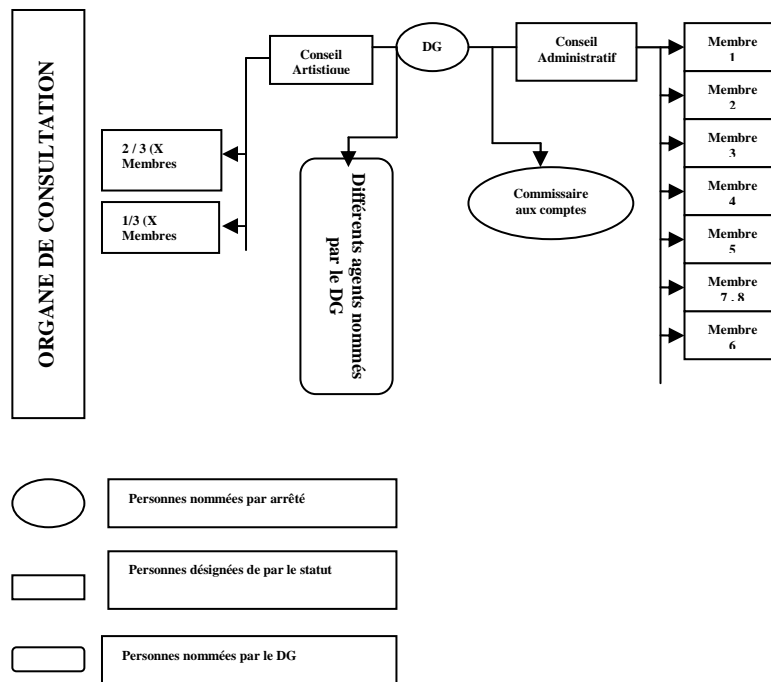 ORGANE DE CONSULTATION
Conseil
Artistique
DG
Conseil
Administratif
Membre
1
Membre
2
Membre
3
Membre
4
Membre
5
Membre
7 . 8
Membre
6
2 / 3 (X
Membres
1/3 (X
Membres
Différents agents nommés
par le DG
Commissaire
aux comptes
Personnes nommées par arrêté
Personnes désignées de par le statut
Personnes nommées par le DG